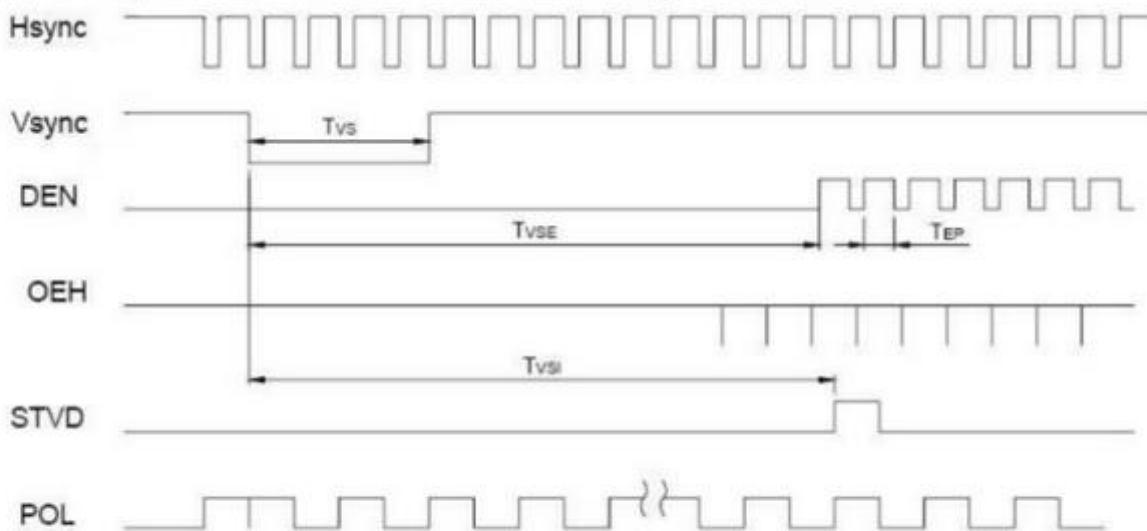 Hsync
Vsync
TVS
DEN
TVSE
TEP
OEH
TVSI
STVD
POL